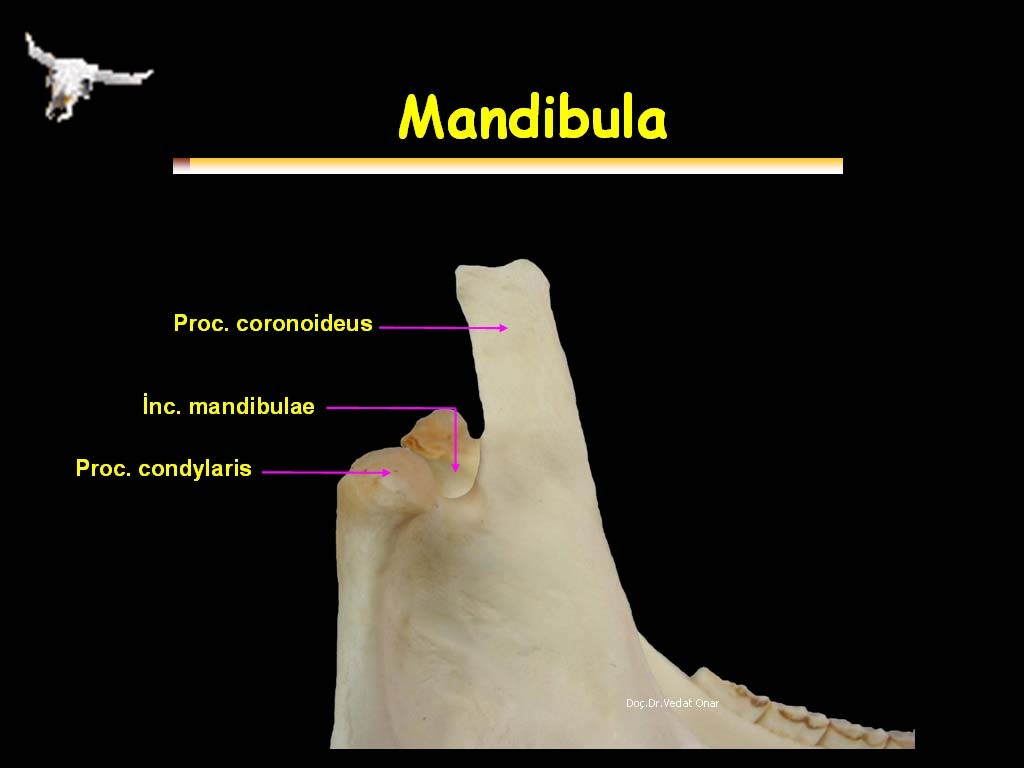 Mandibula
Proc. coronoideus
İnc. mandibulae
Proc. condylaris
Doç.Dr.Vedat Onar